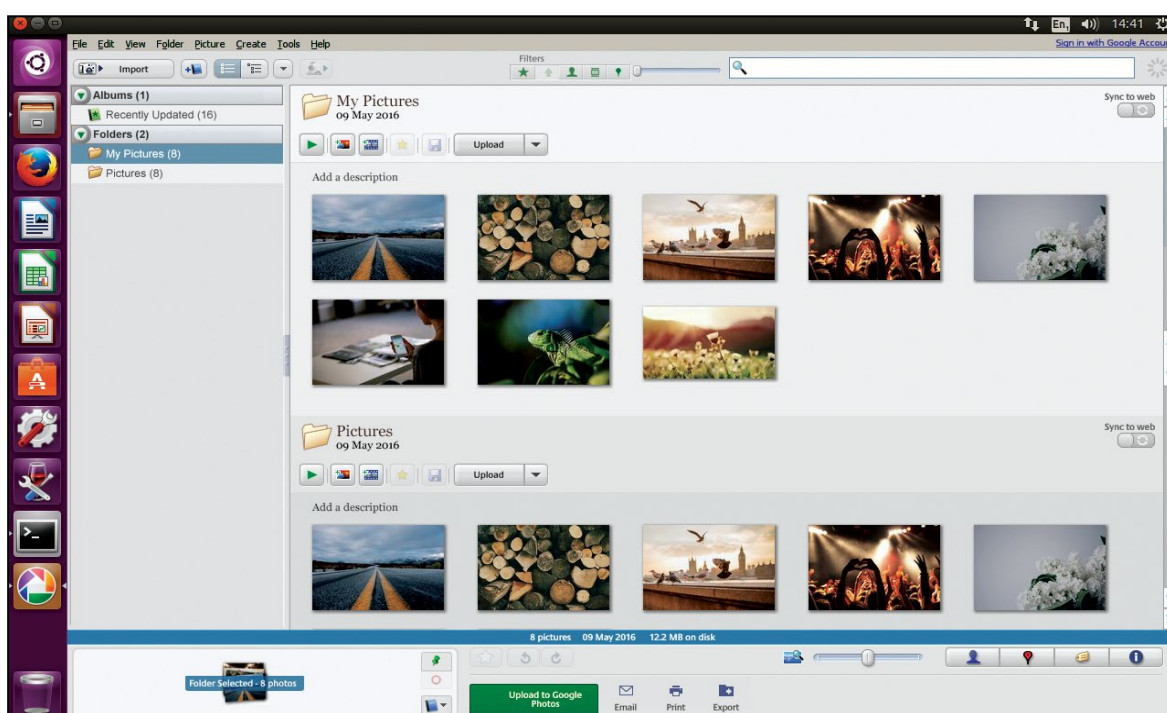 En 14:41
File Edit View Folder Picture Create Tools Help
Sign in with Google Accou
Import
Filters
Albums (1)
Recently Updated (16)
Folders (2)
My Pictures (8)
Pictures (8)
My Pictures
09 May 2016
Sync to web
Upload
Add a description
Pictures
09 May 2016
Sync to web
Upload
Add a description
8 pictures 09 May 2016 12.2 MB on disk
Folder Selected - 8 photos
Upload to Google
Photos
Email Print Export